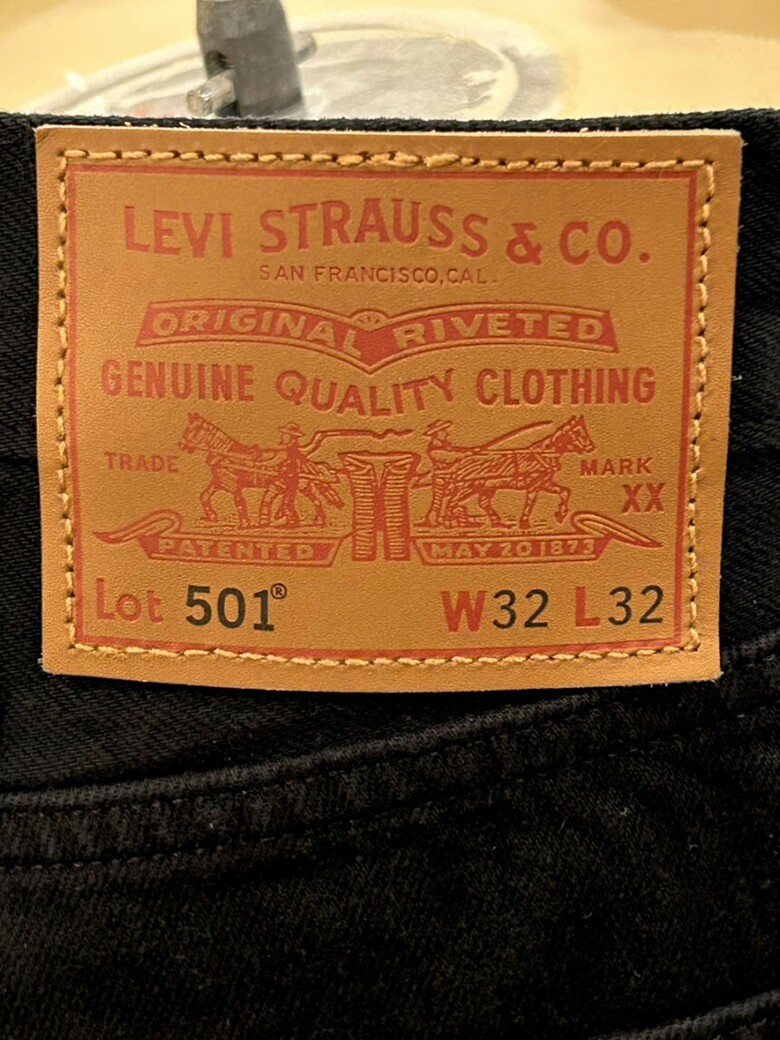 LEVI STRAUSS & CO.
SAN FRANCISCO, CAL.
ORIGINAL RIVETED
GENUINE QUALITY CLOTHING
TRADE MARK
XX
PATENTED MAY 20 1873
Lot 501® W32 L32